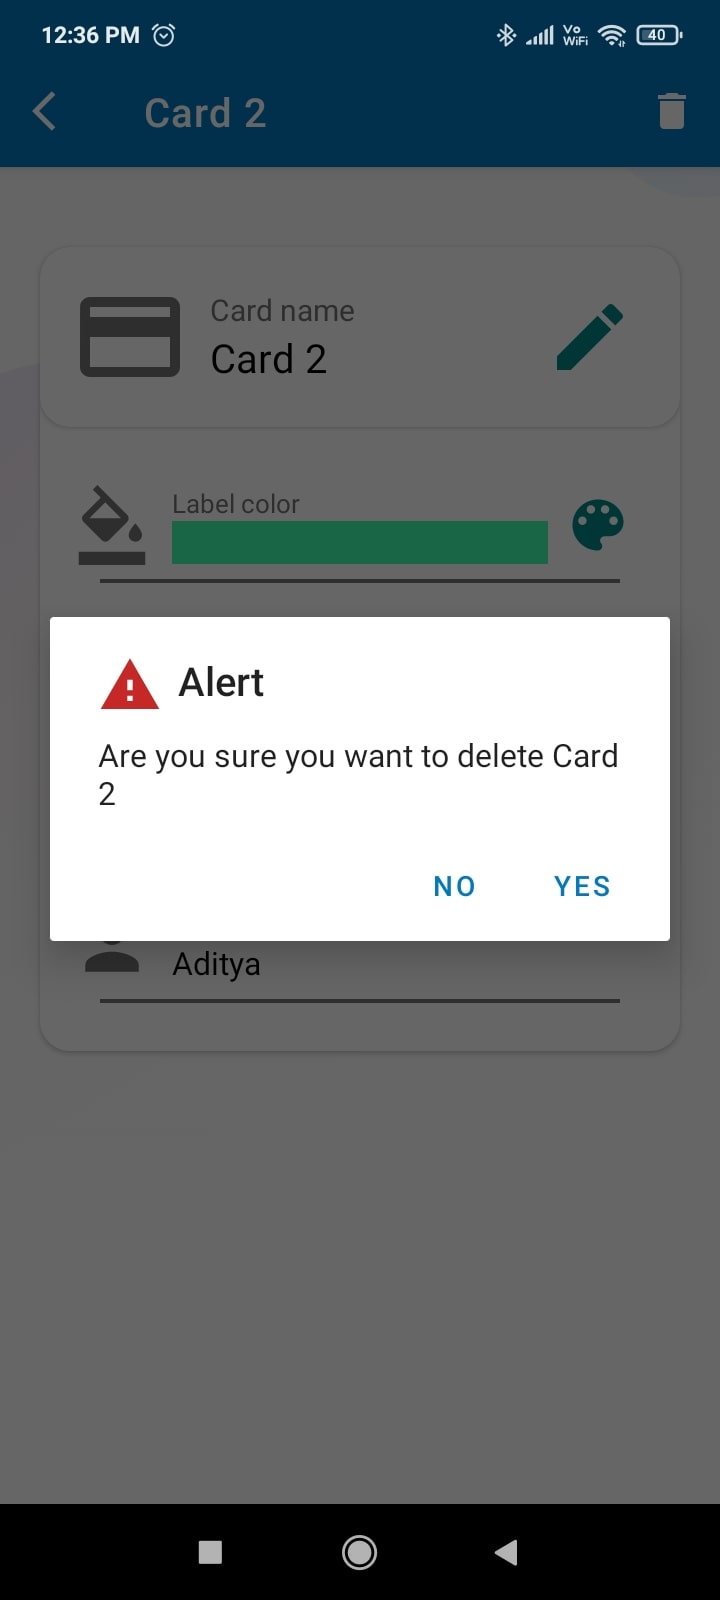 12:36 PM
Vo
WiFi
40
Card 2
Card name
Card 2
Label color
Alert
Are you sure you want to delete Card
2
NO YES
Aditya